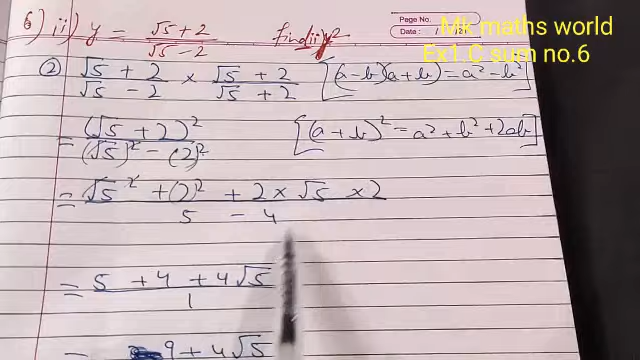 Page No.
Date:
Mk maths world
Ex1.C sum no.6
6) ii) y = √5 + 2 / √5 - 2 find ii) y²
② √5 + 2 / √5 - 2 × √5 + 2 / √5 + 2 [(a-b)(a+b) = a² - b²]
= (√5 + 2)² / (√5)² - (2)² [(a+b)² = a² + b² + 2ab]
= √5² + (2)² + 2 × √5 × 2 / 5 - 4
= 5 + 4 + 4√5 / 1
= 9 + 4√5